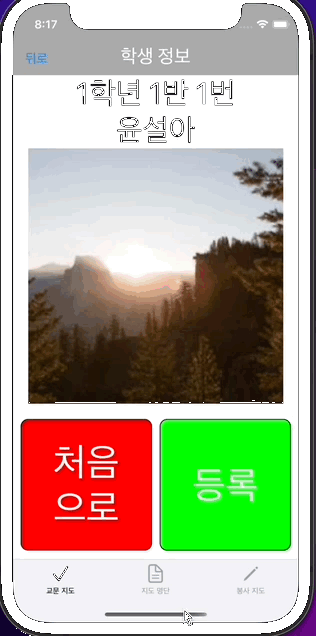 8:17
뒤로
학생 정보
1학년 1반 1번
윤설아
처음
으로
등록
교문 지도
지도 명단
봉사 지도